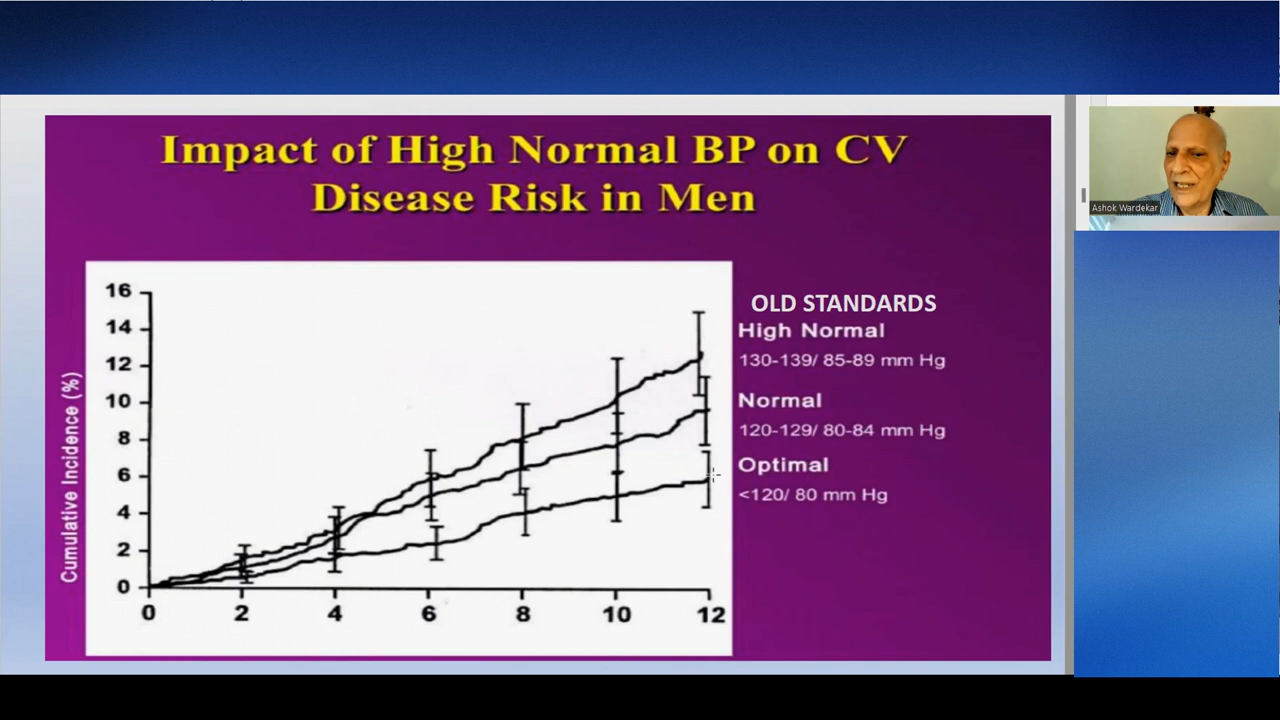 Impact of High Normal BP on CV
Disease Risk in Men
Ashok Wardekar
OLD STANDARDS
High Normal
130-139/ 85-89 mm Hg
Normal
120-129/ 80-84 mm Hg
Optimal
<120/ 80 mm Hg
Cumulative Incidence (%)
16
14
12
10
8
6
4
2
0
0 2 4 6 8 10 12